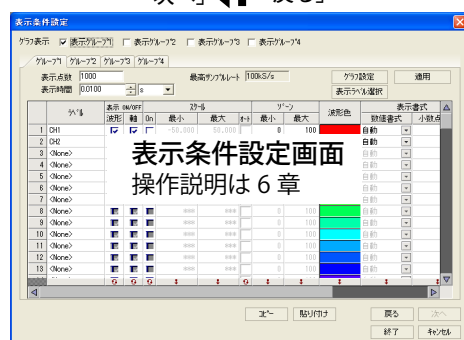 次へ」 戻る」
表示条件設定
グラフ表示 表示グループ1 表示グループ2 表示グループ3 表示グループ4
グループ1 グループ2 グループ3 グループ4
表示点数 1000 最高サンプルレート 100kS/s グラフ設定 適用
表示時間 0.0100 s 表示ラベル選択
ラベル 表示 ON/OFF スケール ゾーン 波形色 表示書式
波形 軸 On 最小 最大 オート 最小 最大 数値書式 小数点
1 CH1 -50.000 50.000 0 100 自動
2 CH2 自動
3 <None> 自動
4 <None> 自動
5 <None> 自動
6 <None> 自動
7 <None> 自動
8 <None> *** *** 0 100 自動
9 <None> *** *** 0 100 自動
10 <None> *** *** 0 100 自動
11 <None> *** *** 0 100 自動
12 <None> *** *** 0 100 自動
13 <None> *** *** 0 100 自動
表示条件設定画面
操作説明は 6 章
コピー 貼り付け 戻る 次へ
終了 キャンセル